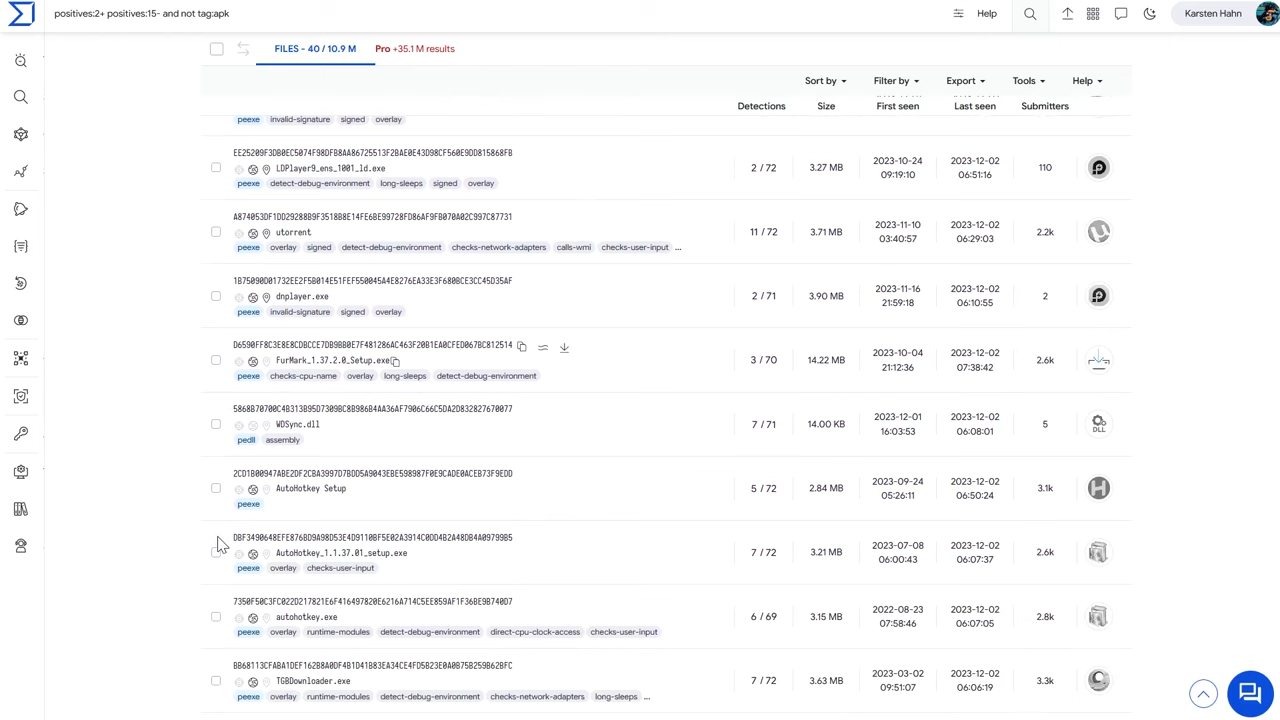 positives:2+ positives:15- and not tag:apk
Help
Karsten Hahn
FILES - 40 / 10.9 M
Pro +35.1 M results
Sort by
Filter by
Export
Tools
Help
Detections
Size
First seen
Last seen
Submitters
peexe invalid-signature signed overlay
EE25209F3DB0EC5074F98DFB8AA86725513F2BAE0E43D98CF560E9DD815868FB
LDPlayer9_ens_1001_ld.exe
peexe detect-debug-environment long-sleeps signed overlay
2 / 72
3.27 MB
2023-10-24
09:19:10
2023-12-02
06:51:16
110
A874053DF1DD29288B9F3518B8E14FE6BE99728FD86AF9FB070A02C997C87731
utorrent
peexe overlay signed detect-debug-environment checks-network-adapters calls-wmi checks-user-input ...
11 / 72
3.71 MB
2023-11-10
03:40:57
2023-12-02
06:29:03
2.2k
1B75090D01732EE2F5B014E51FEF550045A4E8276EA33E3F680BCE3CC45D35AF
dnplayer.exe
peexe invalid-signature signed overlay
2 / 71
3.90 MB
2023-11-16
21:59:18
2023-12-02
06:10:55
2
D6590FF8C3E8E8CDBCCE7DB9BB0E7F481286AC463F20B1EA0CFED067BC812514
FurMark_1.37.2.0_Setup.exe
peexe checks-cpu-name overlay long-sleeps detect-debug-environment
3 / 70
14.22 MB
2023-10-04
21:12:36
2023-12-02
07:38:42
2.6k
5868B70700C4B313B95D7309BC8B986B4AA36AF7906C66C5DA2D832827670077
WDSync.dll
pedll assembly
7 / 71
14.00 KB
2023-12-01
16:03:53
2023-12-02
06:08:01
5
DLL
2CD1B00947ABE2DF2CBA3997D7BDD5A9043EBE598987F0E9CADE0ACEB73F9EDD
AutoHotkey Setup
peexe
5 / 72
2.84 MB
2023-09-24
05:26:11
2023-12-02
06:50:24
3.1k
DBF3490648EFE876BD9A98D53E4D9110BF5E02A3914C0DD4B2A48DB4A09799B5
AutoHotkey_1.1.37.01_setup.exe
peexe overlay checks-user-input
7 / 72
3.21 MB
2023-07-08
06:00:43
2023-12-02
06:07:37
2.6k
7350F50C3FC022D217821E6F416497820E6216A714C5EE859AF1F36BE9B740D7
autohotkey.exe
peexe overlay runtime-modules detect-debug-environment direct-cpu-clock-access checks-user-input
6 / 69
3.15 MB
2022-08-23
07:58:46
2023-12-02
06:07:05
2.8k
BB68113CFABA1DEF162B8A0DF4B1D41B83EA34CE4FD5B23E0A0B75B259B62BFC
TGBDownloader.exe
peexe overlay runtime-modules detect-debug-environment checks-network-adapters long-sleeps ...
7 / 72
3.63 MB
2023-03-02
09:51:07
2023-12-02
06:06:19
3.3k